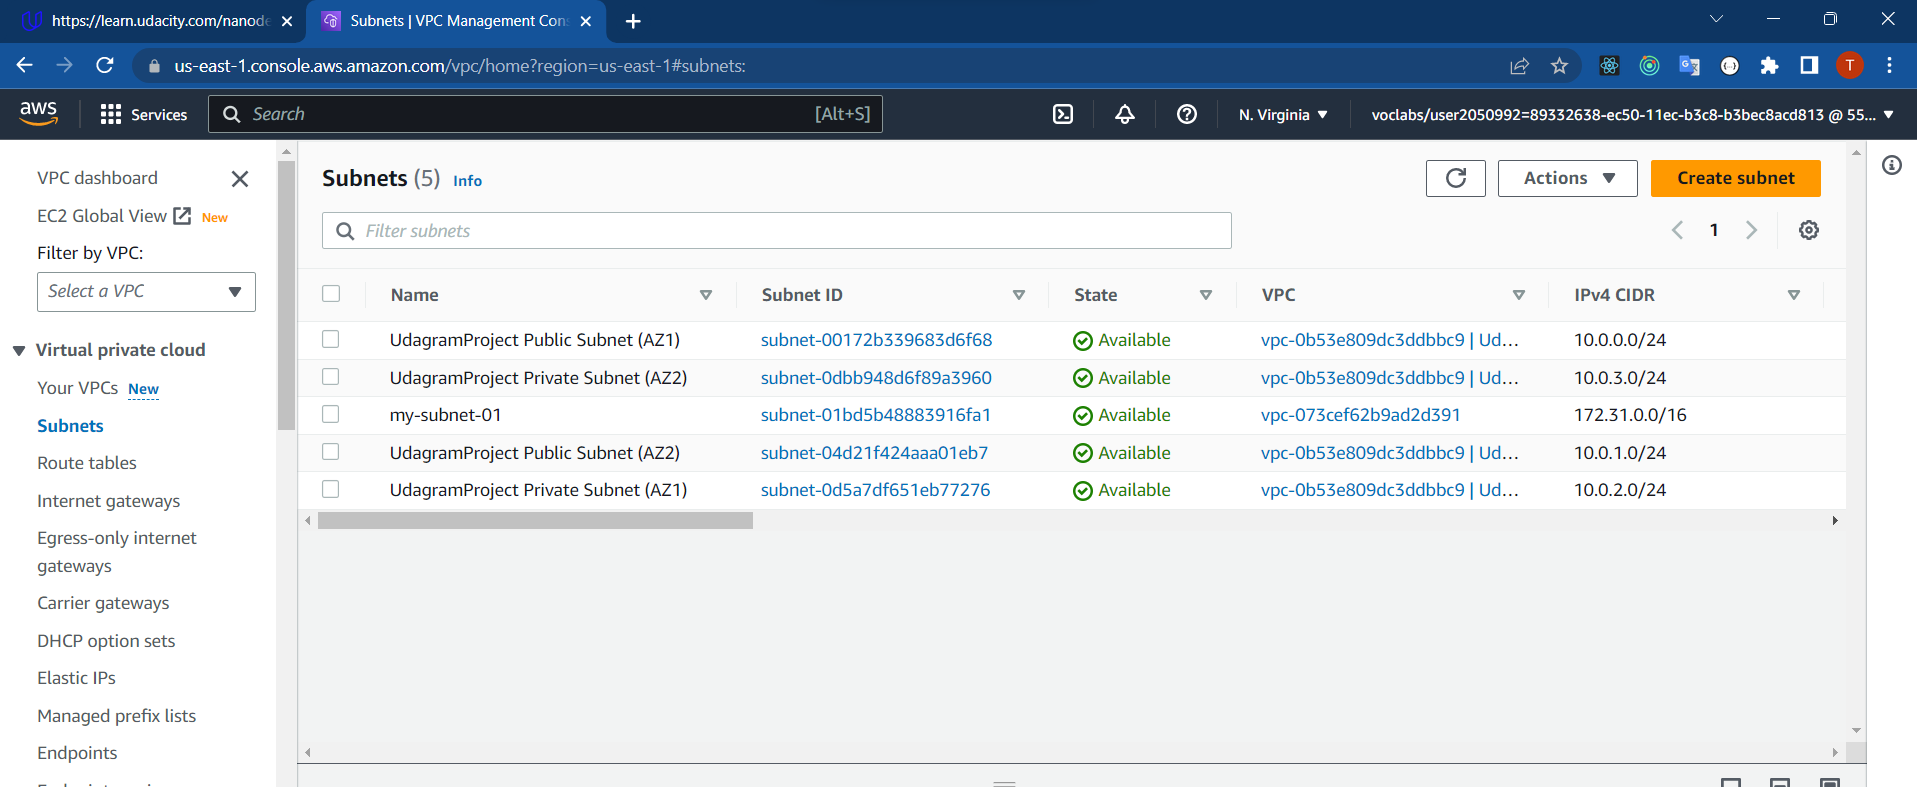 https://learn.udacity.com/nanode
Subnets | VPC Management Con
us-east-1.console.aws.amazon.com/vpc/home?region=us-east-1#subnets:
T
aws
Services
Search
[Alt+S]
N. Virginia
voclabs/user2050992=89332638-ec50-11ec-b3c8-b3bec8acd813 @ 55...
VPC dashboard
EC2 Global View New
Filter by VPC:
Select a VPC
Virtual private cloud
Your VPCs New
Subnets
Route tables
Internet gateways
Egress-only internet
gateways
Carrier gateways
DHCP option sets
Elastic IPs
Managed prefix lists
Endpoints
Subnets (5) Info
Actions
Create subnet
Filter subnets
1
Name Subnet ID State VPC IPv4 CIDR
UdagramProject Public Subnet (AZ1) subnet-00172b339683d6f68 Available vpc-0b53e809dc3ddbbc9 | Ud... 10.0.0.0/24
UdagramProject Private Subnet (AZ2) subnet-0dbb948d6f89a3960 Available vpc-0b53e809dc3ddbbc9 | Ud... 10.0.3.0/24
my-subnet-01 subnet-01bd5b48883916fa1 Available vpc-073cef62b9ad2d391 172.31.0.0/16
UdagramProject Public Subnet (AZ2) subnet-04d21f424aaa01eb7 Available vpc-0b53e809dc3ddbbc9 | Ud... 10.0.1.0/24
UdagramProject Private Subnet (AZ1) subnet-0d5a7df651eb77276 Available vpc-0b53e809dc3ddbbc9 | Ud... 10.0.2.0/24